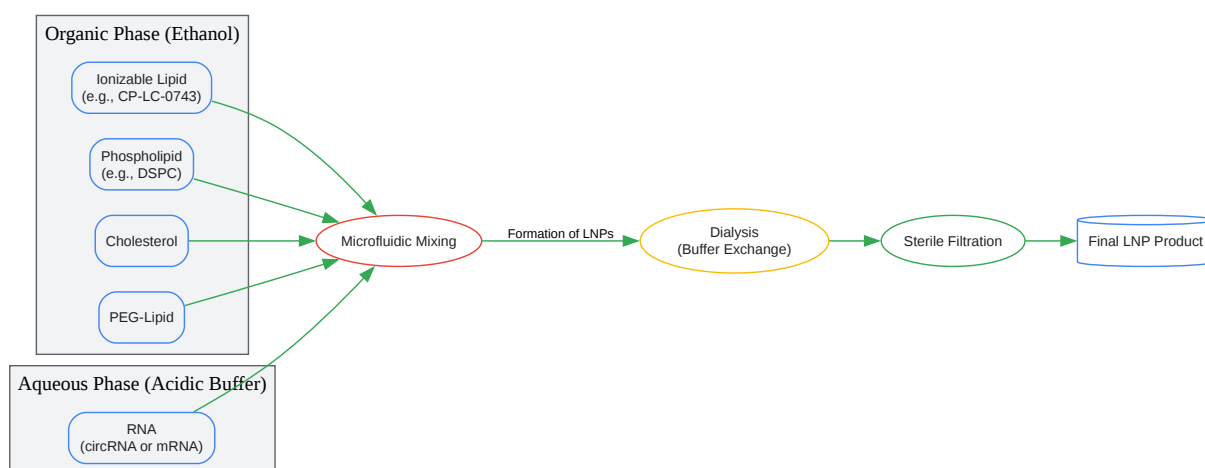 Organic Phase (Ethanol)
Ionizable Lipid
(e.g., CP-LC-0743)
Phospholipid
(e.g., DSPC)
Cholesterol
PEG-Lipid
Aqueous Phase (Acidic Buffer)
RNA
(circRNA or mRNA)
Microfluidic Mixing
Formation of LNPs
Dialysis
(Buffer Exchange)
Sterile Filtration
Final LNP Product